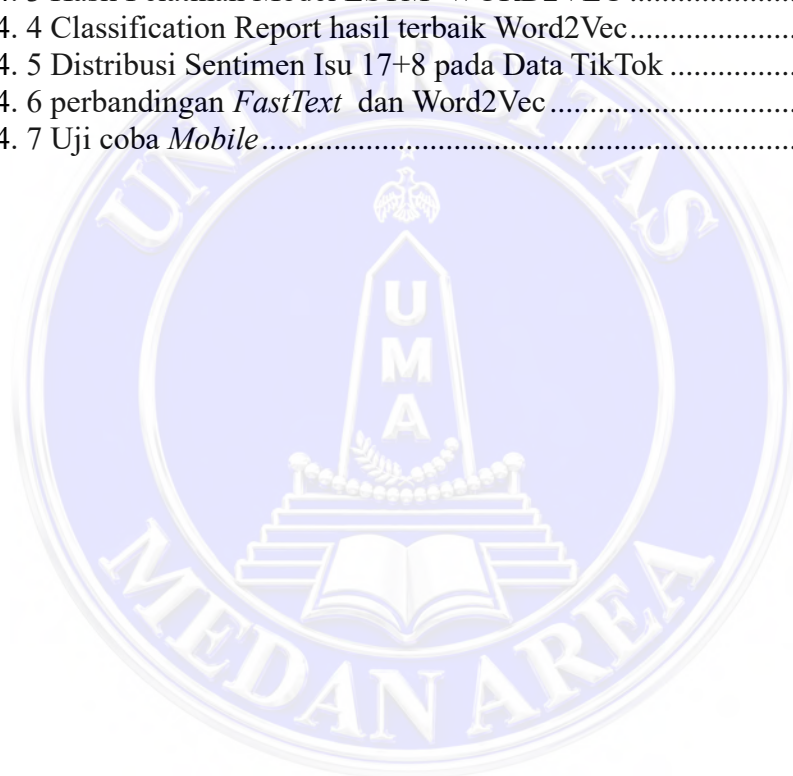 4. 4 Classification Report hasil terbaik Word2Vec..................
4. 5 Distribusi Sentimen Isu 17+8 pada Data TikTok..............
4. 6 perbandingan FastText dan Word2Vec............................
4. 7 Uji coba Mobile.............................................................
UNIVERSITAS
UMA
MEDAN AREA